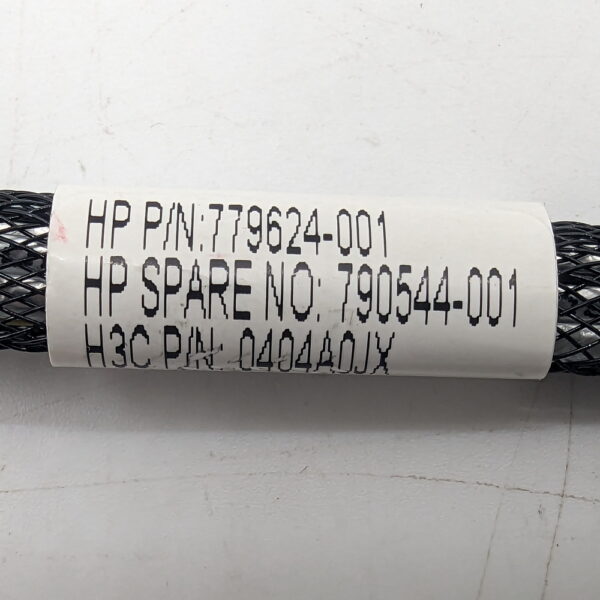 HP P/N:779624-001
HP SPARE NO: 790544-001
H3C P/N: 0404A0JX